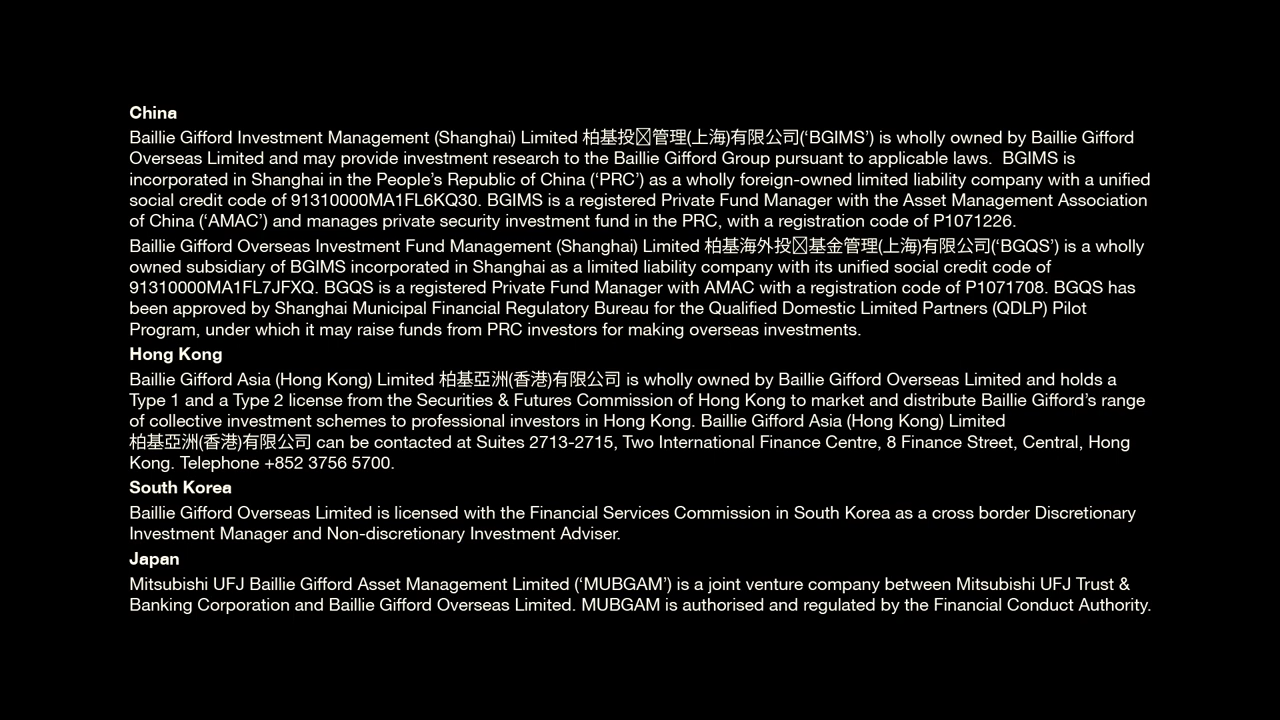 China
Baillie Gifford Investment Management (Shanghai) Limited 柏基投☒管理(上海)有限公司(‘BGIMS’) is wholly owned by Baillie Gifford
Overseas Limited and may provide investment research to the Baillie Gifford Group pursuant to applicable laws.  BGIMS is
incorporated in Shanghai in the People’s Republic of China (‘PRC’) as a wholly foreign-owned limited liability company with a unified
social credit code of 91310000MA1FL6KQ30. BGIMS is a registered Private Fund Manager with the Asset Management Association
of China (‘AMAC’) and manages private security investment fund in the PRC, with a registration code of P1071226.
Baillie Gifford Overseas Investment Fund Management (Shanghai) Limited 柏基海外投☒基金管理(上海)有限公司(‘BGQS’) is a wholly
owned subsidiary of BGIMS incorporated in Shanghai as a limited liability company with its unified social credit code of
91310000MA1FL7JFXQ. BGQS is a registered Private Fund Manager with AMAC with a registration code of P1071708. BGQS has
been approved by Shanghai Municipal Financial Regulatory Bureau for the Qualified Domestic Limited Partners (QDLP) Pilot
Program, under which it may raise funds from PRC investors for making overseas investments.
Hong Kong
Baillie Gifford Asia (Hong Kong) Limited 柏基亞洲(香港)有限公司 is wholly owned by Baillie Gifford Overseas Limited and holds a
Type 1 and a Type 2 license from the Securities & Futures Commission of Hong Kong to market and distribute Baillie Gifford’s range
of collective investment schemes to professional investors in Hong Kong. Baillie Gifford Asia (Hong Kong) Limited
柏基亞洲(香港)有限公司 can be contacted at Suites 2713-2715, Two International Finance Centre, 8 Finance Street, Central, Hong
Kong. Telephone +852 3756 5700.
South Korea
Baillie Gifford Overseas Limited is licensed with the Financial Services Commission in South Korea as a cross border Discretionary
Investment Manager and Non-discretionary Investment Adviser.
Japan
Mitsubishi UFJ Baillie Gifford Asset Management Limited (‘MUBGAM’) is a joint venture company between Mitsubishi UFJ Trust &
Banking Corporation and Baillie Gifford Overseas Limited. MUBGAM is authorised and regulated by the Financial Conduct Authority.